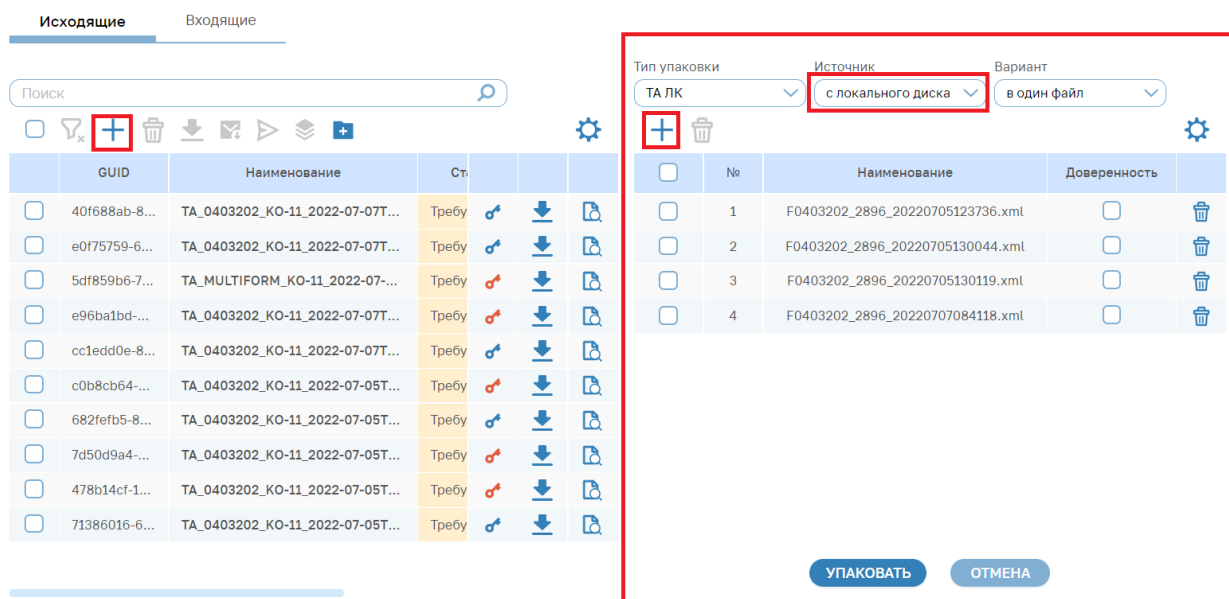 Исходящие Входящие
Поиск
GUID Наименование Ста
40f688ab-8... TA_0403202_KO-11_2022-07-07T... Требу
e0f75759-6... TA_0403202_KO-11_2022-07-07T... Требу
5df859b6-7... TA_MULTIFORM_KO-11_2022-07-... Требу
e96ba1bd-... TA_0403202_KO-11_2022-07-07T... Требу
cc1edd0e-8... TA_0403202_KO-11_2022-07-07T... Требу
c0b8cb64-... TA_0403202_KO-11_2022-07-05T... Требу
682fefb5-8... TA_0403202_KO-11_2022-07-05T... Требу
7d50d9a4-... TA_0403202_KO-11_2022-07-05T... Требу
478b14cf-1... TA_0403202_KO-11_2022-07-05T... Требу
71386016-6... TA_0403202_KO-11_2022-07-05T... Требу
Тип упаковки Источник Вариант
ТА ЛК с локального диска в один файл
№ Наименование Доверенность
1 F0403202_2896_20220705123736.xml
2 F0403202_2896_20220705130044.xml
3 F0403202_2896_20220705130119.xml
4 F0403202_2896_20220707084118.xml
УПАКОВАТЬ ОТМЕНА